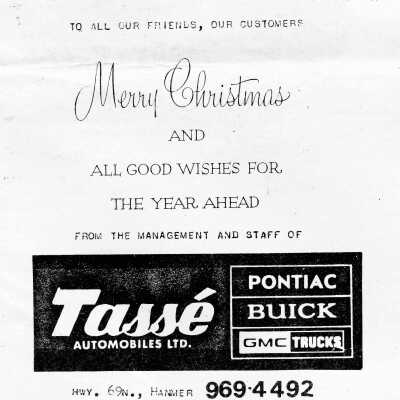 TO ALL OUR FRIENDS, OUR CUSTOMERS
Merry Christmas
AND
ALL GOOD WISHES FOR
THE YEAR AHEAD
FROM THE MANAGEMENT AND STAFF OF
Tassé
AUTOMOBILES LTD.
PONTIAC
BUICK
GMC TRUCKS
HWY. 69N., HANMER 969-4492